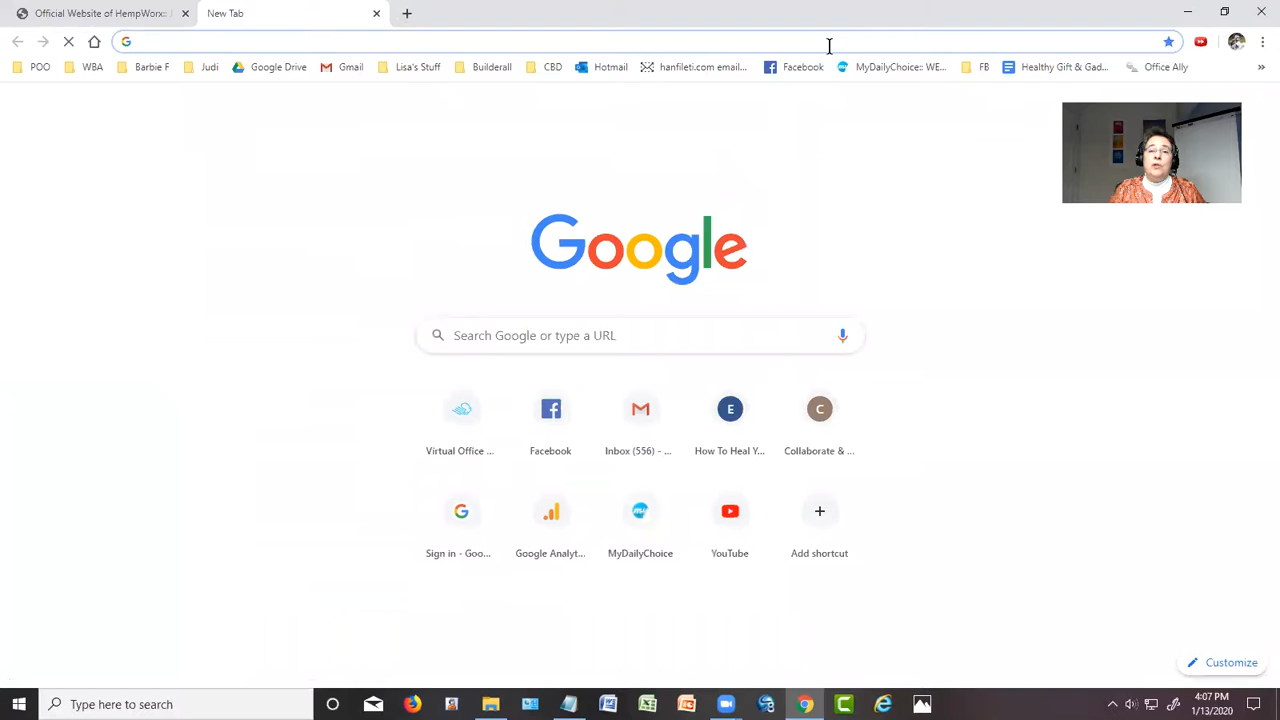 Official Website of HempWorx:: New Tab
POO WBA Barbie F Judi Google Drive Gmail Lisa's Stuff Builderall CBD Hotmail hanfileti.com email... Facebook MyDailyChoice:: WE... FB Healthy Gift & Gad... Office Ally »
Google
Search Google or type a URL
E C
Virtual Office ... Facebook Inbox (556) - ... How To Heal Y... Collaborate & ...
Sign in - Goo... Google Analyt... MyDailyChoice YouTube Add shortcut
Customize
Type here to search
4:07 PM
1/13/2020